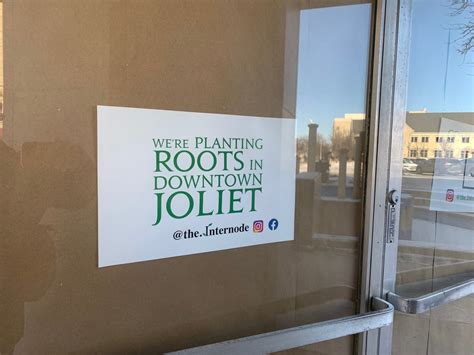 WE'RE PLANTING
ROOTS IN
DOWNTOWN
JOLIET
@the.Internode